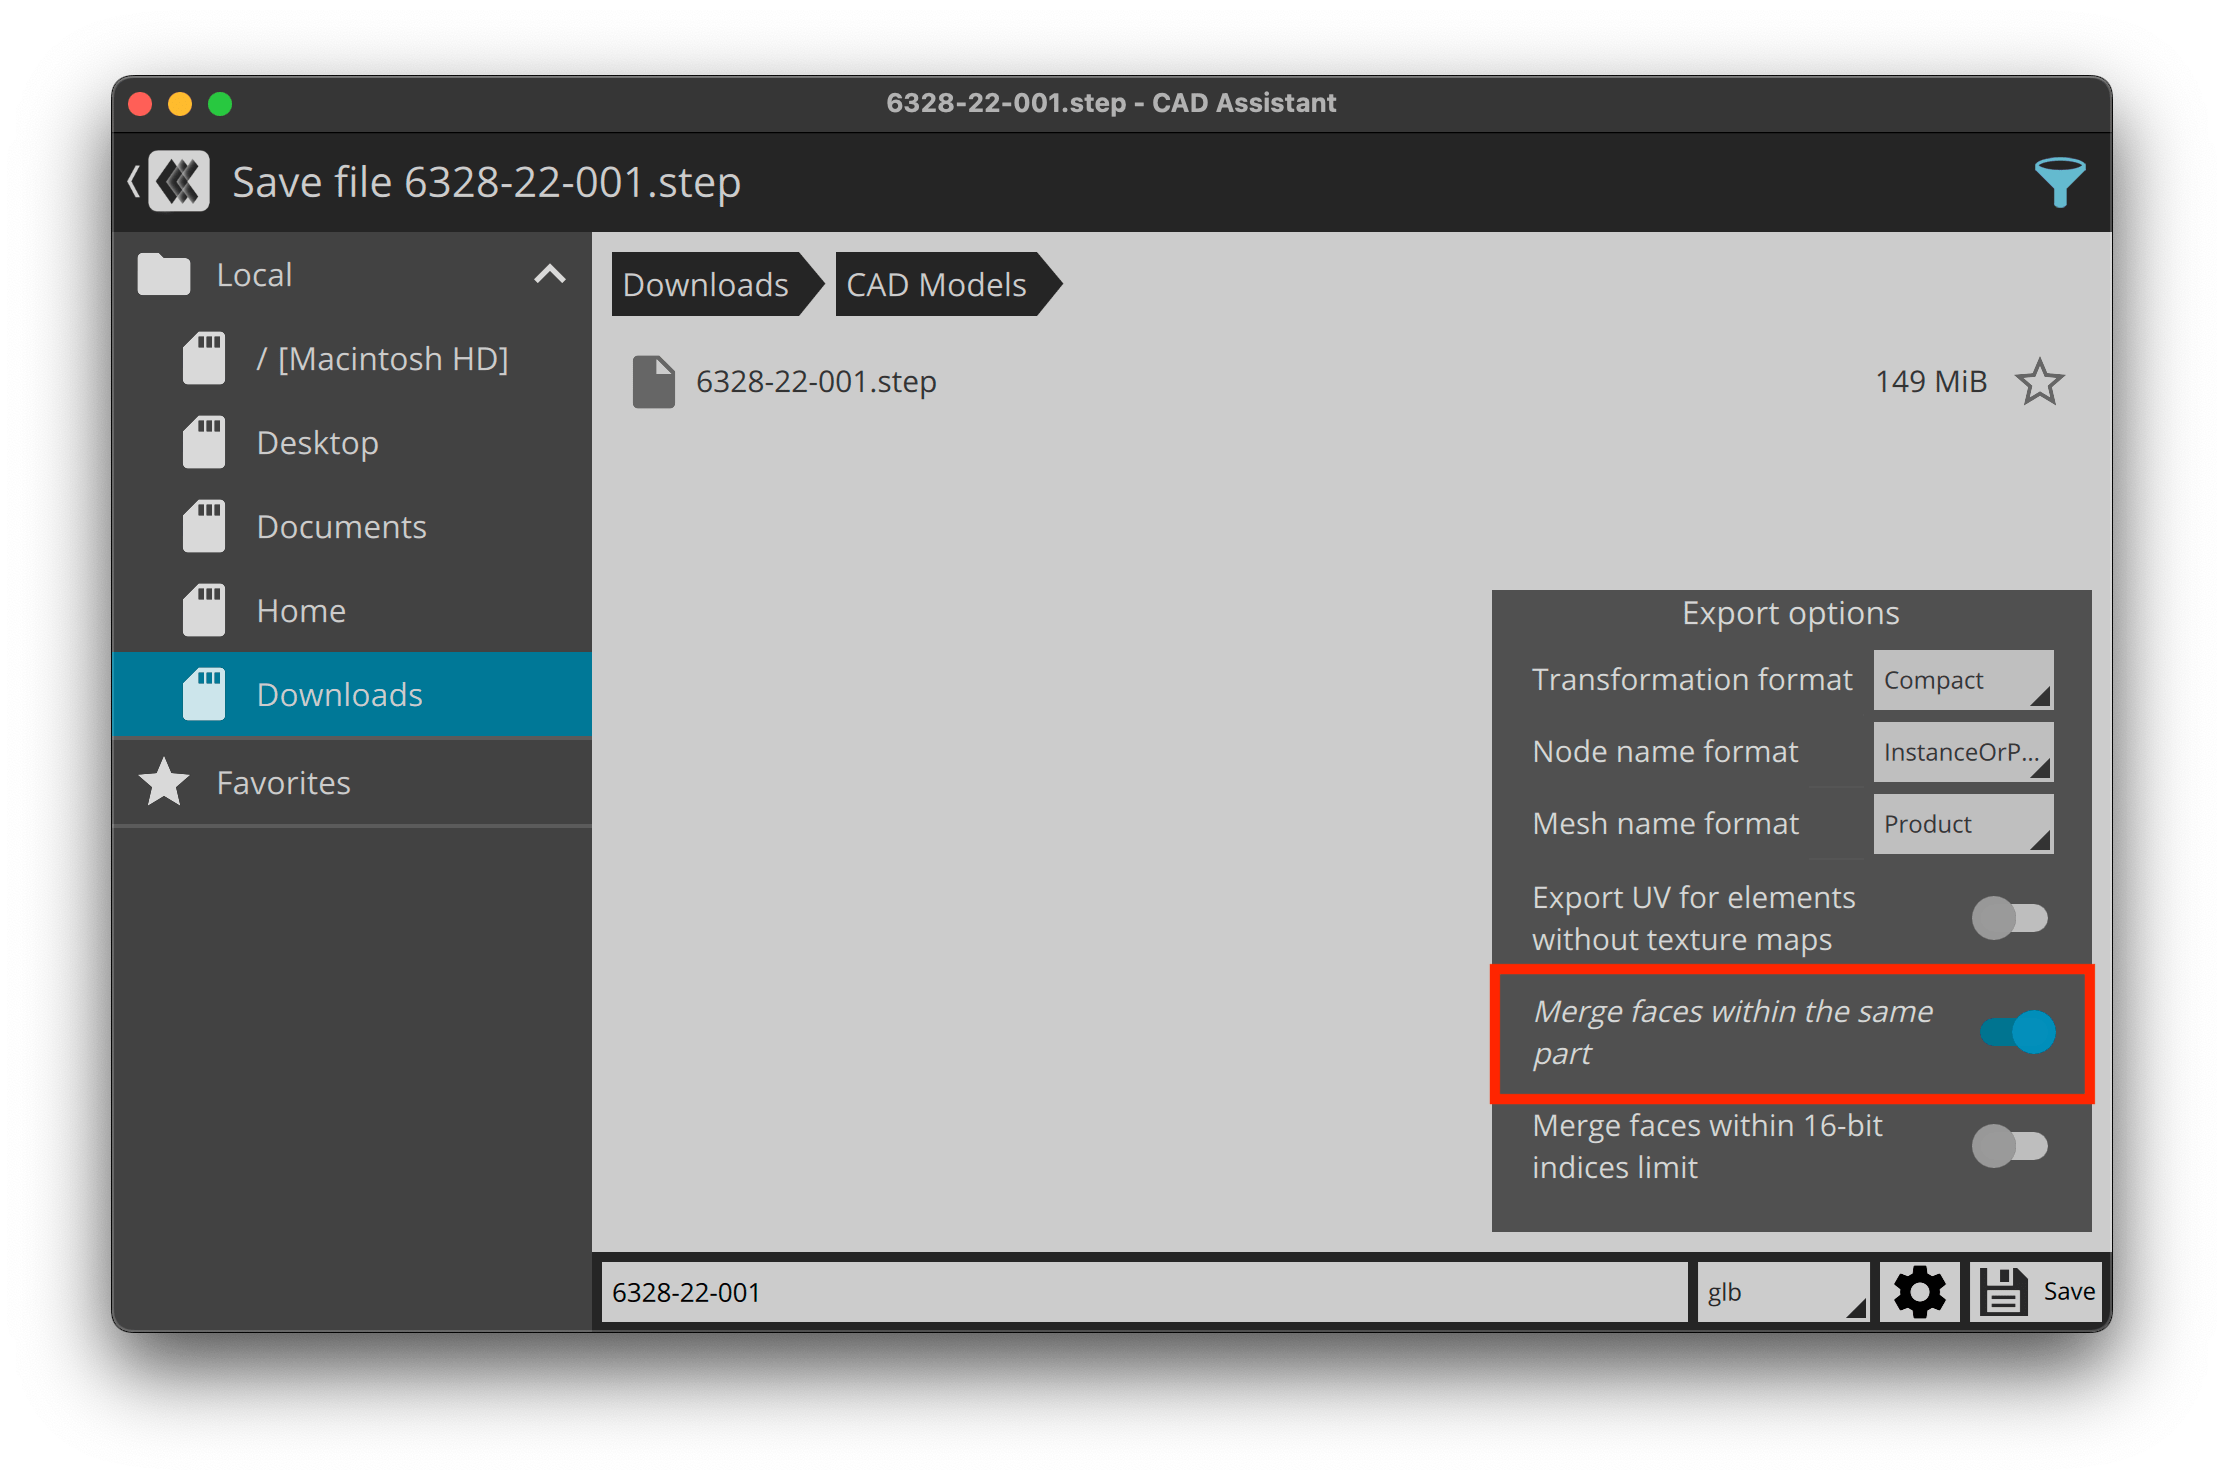 6328-22-001.step - CAD Assistant
Save file 6328-22-001.step
Local
/ [Macintosh HD]
Desktop
Documents
Home
Downloads
Favorites
Downloads
CAD Models
6328-22-001.step
149 MiB
Export options
Transformation format
Compact
Node name format
InstanceOrP...
Mesh name format
Product
Export UV for elements
without texture maps
Merge faces within the same
part
Merge faces within 16-bit
indices limit
6328-22-001
glb
Save